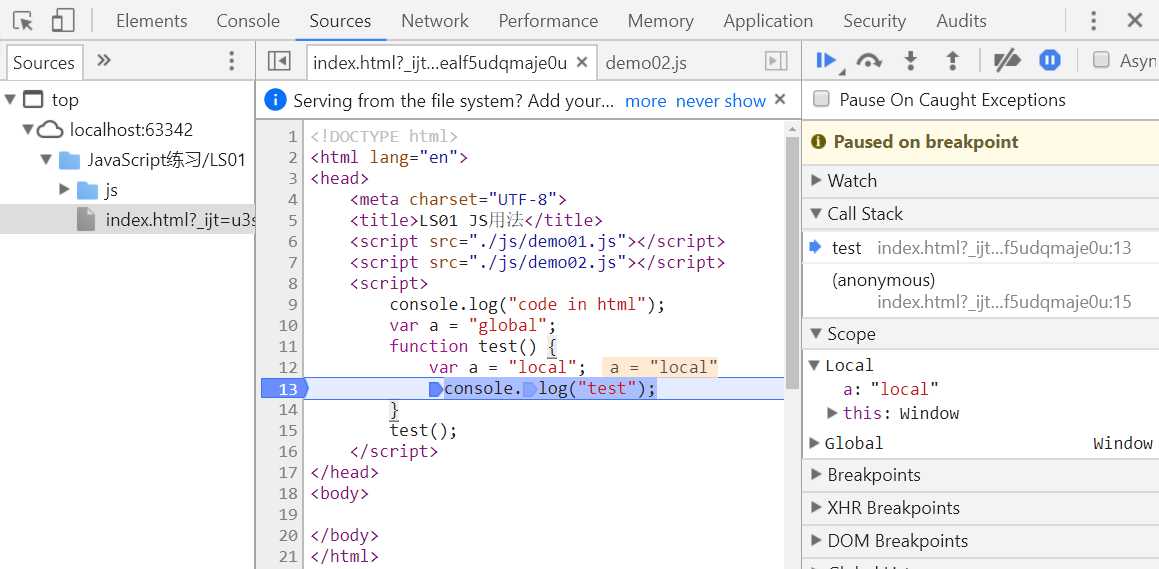 Elements Console Sources Network Performance Memory Application Security Audits
Sources
index.html?_ijt...ealf5udqmaje0u × demo02.js
Asyn
top
localhost:63342
JavaScript练习/LS01
js
index.html?_ijt=u3s
Serving from the file system? Add your... more never show ×
1 <!DOCTYPE html>
2 <html lang="en">
3 <head>
4 <meta charset="UTF-8">
5 <title>LS01 JS用法</title>
6 <script src="./js/demo01.js"></script>
7 <script src="./js/demo02.js"></script>
8 <script>
9 console.log("code in html");
10 var a = "global";
11 function test() {
12 var a = "local"; a = "local"
13 console.log("test");
14 }
15 test();
16 </script>
17 </head>
18 <body>
19
20 </body>
21 </html>
Pause On Caught Exceptions
Paused on breakpoint
Watch
Call Stack
test index.html?_ijt...f5udqmaje0u:13
(anonymous)
index.html?_ijt...f5udqmaje0u:15
Scope
Local
a: "local"
this: Window
Global Window
Breakpoints
XHR Breakpoints
DOM Breakpoints